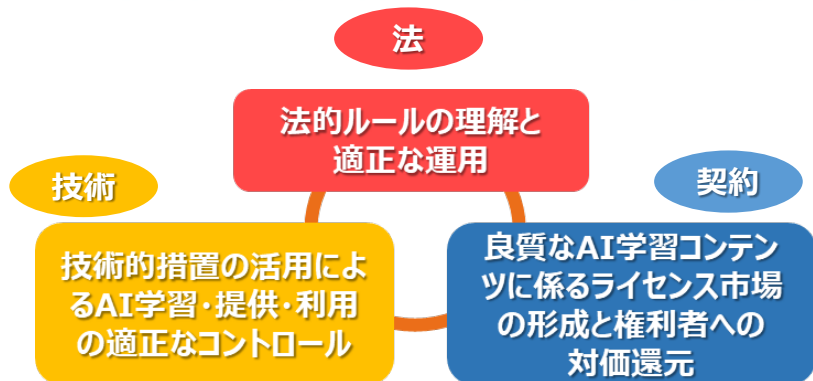 法
法的ルールの理解と
適正な運用
技術
技術的措置の活用によ
るAI学習・提供・利用
の適正なコントロール
契約
良質なAI学習コンテン
ツに係るライセンス市場
の形成と権利者への
対価還元